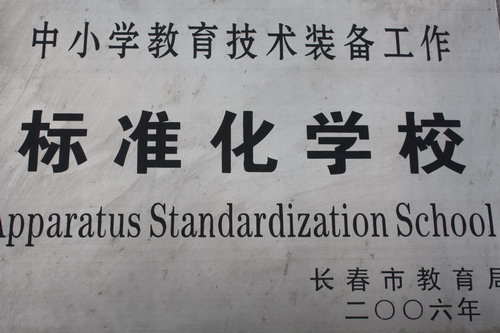 中小学教育技术装备工作
标准化学校
Apparatus Standardization School
长春市教育局
二〇〇六年